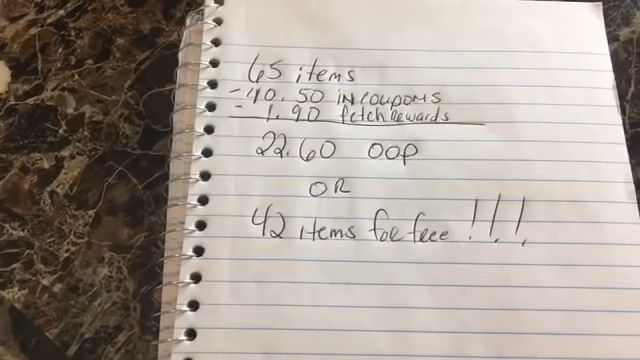 65 items
- 40.50 in coupons
- 1.90 fetch rewards
22.60 OOP
OR
42 items for free !!!